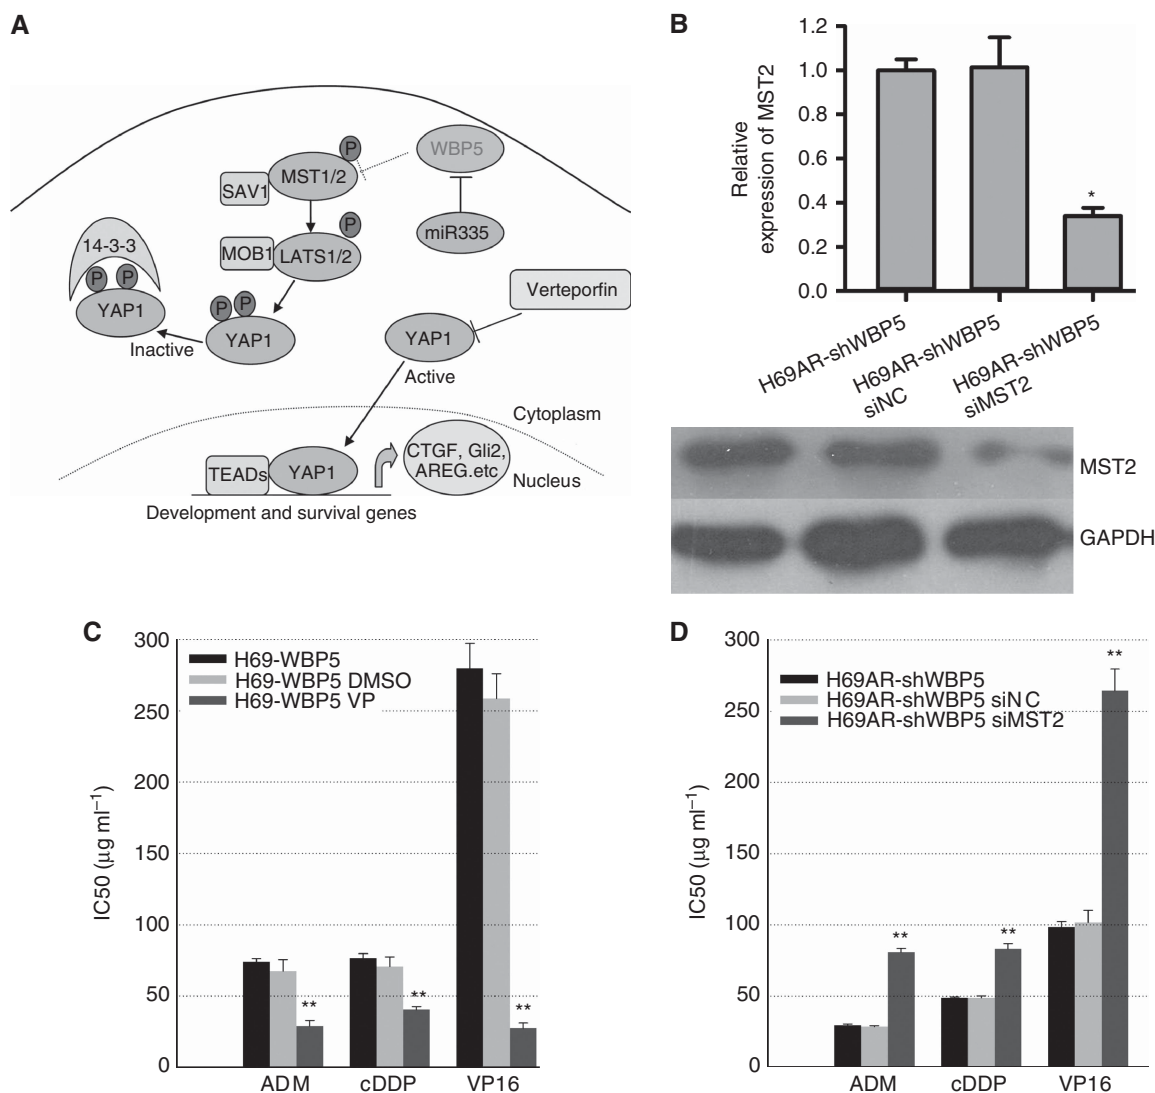 A
P
WBP5
MST1/2
SAV1
P
miR335
14-3-3
MOB1
LATS1/2
P P
P P
Verteporfin
YAP1
YAP1
YAP1
Inactive
Active
Cytoplasm
TEADs
YAP1
CTGF, Gli2,
AREG.etc
Nucleus
Development and survival genes
B
Relative
expression of MST2
1.2
1.0
0.8
0.6
0.4
0.2
0.0
*
H69AR-shWBP5
H69AR-shWBP5
siNC
H69AR-shWBP5
siMST2
MST2
GAPDH
C
IC50 (µg ml−1)
300
250
200
150
100
50
0
H69-WBP5
H69-WBP5 DMSO
H69-WBP5 VP
**
**
**
ADM
cDDP
VP16
D
IC50 (µg ml−1)
300
250
200
150
100
50
0
H69AR-shWBP5
H69AR-shWBP5 siNC
H69AR-shWBP5 siMST2
**
**
**
ADM
cDDP
VP16